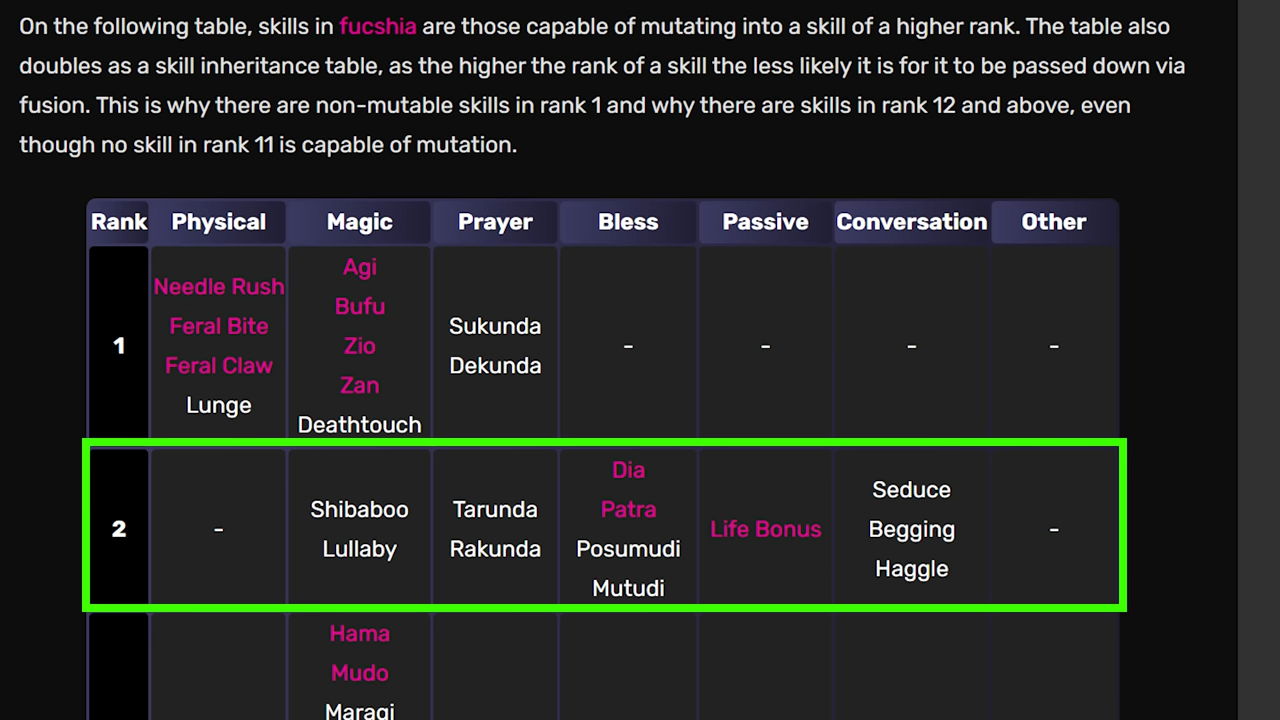 On the following table, skills in fucshia are those capable of mutating into a skill of a higher rank. The table also
doubles as a skill inheritance table, as the higher the rank of a skill the less likely it is for it to be passed down via
fusion. This is why there are non-mutable skills in rank 1 and why there are skills in rank 12 and above, even
though no skill in rank 11 is capable of mutation.
Rank Physical Magic Prayer Bless Passive Conversation Other
1
Needle Rush
Feral Bite
Feral Claw
Lunge
Agi
Bufu
Zio
Zan
Deathtouch
Sukunda
Dekunda
-
-
-
-
2
-
Shibaboo
Lullaby
Tarunda
Rakunda
Dia
Patra
Posumudi
Mutudi
Life Bonus
Seduce
Begging
Haggle
-
Hama
Mudo
Maragi